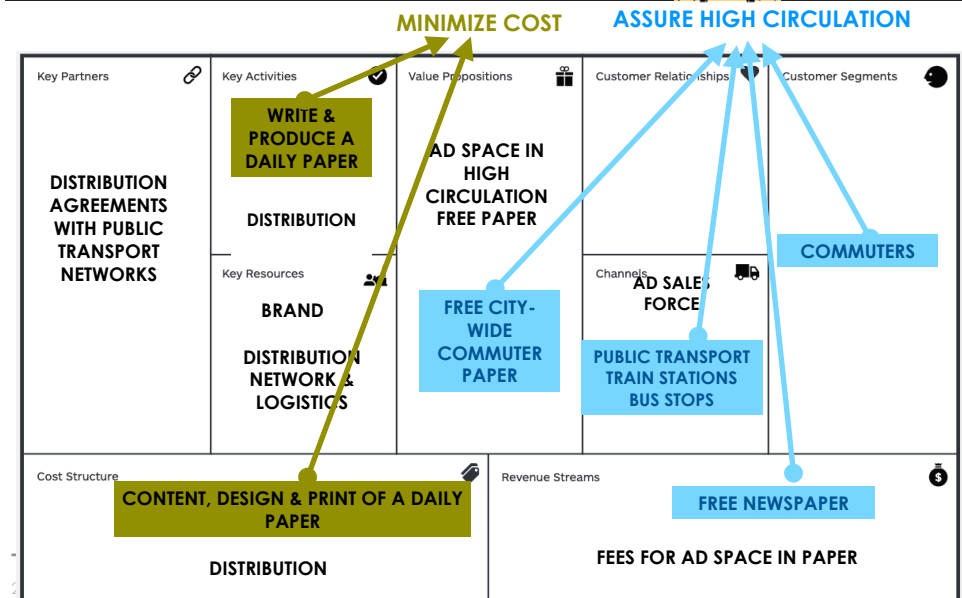 MINIMIZE COST
ASSURE HIGH CIRCULATION
Key Partners
DISTRIBUTION
AGREEMENTS
WITH PUBLIC
TRANSPORT
NETWORKS
Key Activities
WRITE &
PRODUCE A
DAILY PAPER
DISTRIBUTION
Key Resources
BRAND
DISTRIBUTION
NETWORK &
LOGISTICS
Value Propositions
AD SPACE IN
HIGH
CIRCULATION
FREE PAPER
FREE CITY-
WIDE
COMMUTER
PAPER
Customer Relationships
Channels
AD SALES
FORCE
PUBLIC TRANSPORT
TRAIN STATIONS
BUS STOPS
Customer Segments
COMMUTERS
Cost Structure
CONTENT, DESIGN & PRINT OF A DAILY
PAPER
DISTRIBUTION
Revenue Streams
$
FREE NEWSPAPER
FEES FOR AD SPACE IN PAPER